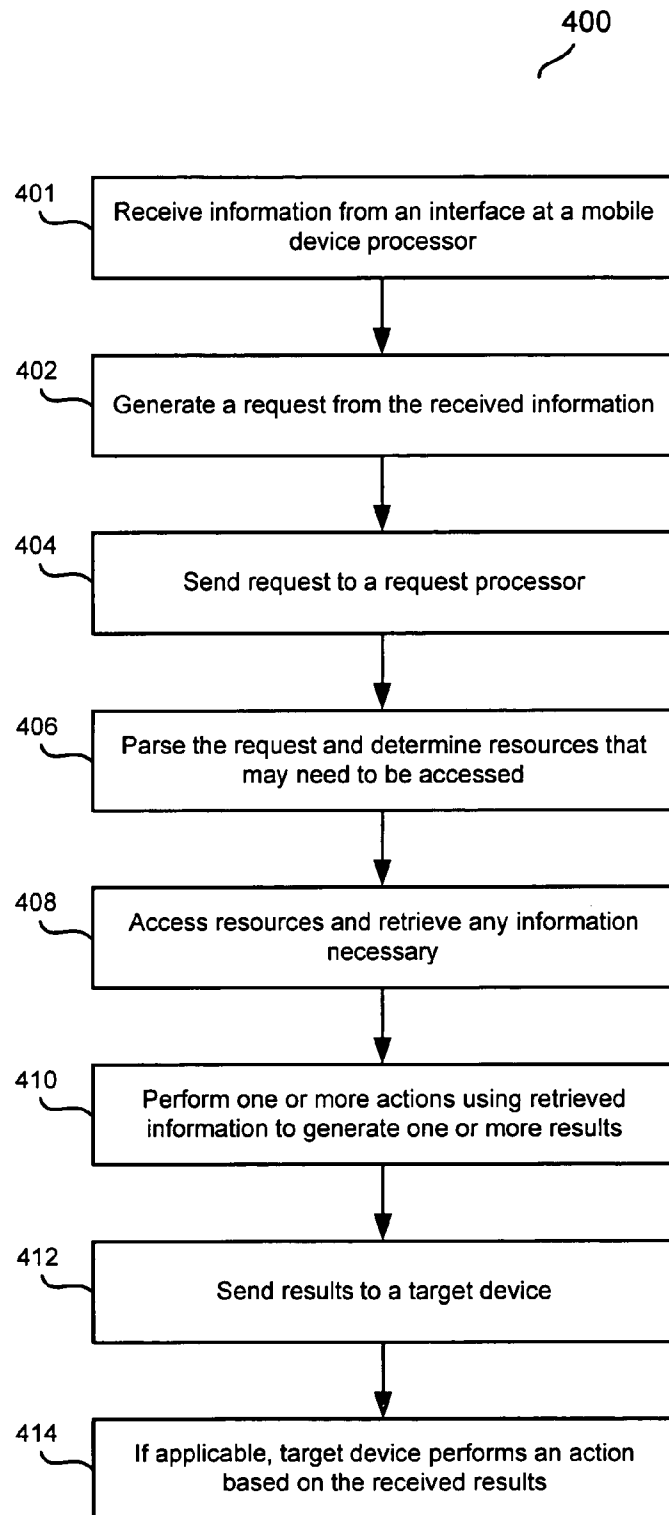 400
401
Receive information from an interface at a mobile
device processor
402
Generate a request from the received information
404
Send request to a request processor
406
Parse the request and determine resources that
may need to be accessed
408
Access resources and retrieve any information
necessary
410
Perform one or more actions using retrieved
information to generate one or more results
412
Send results to a target device
414
If applicable, target device performs an action
based on the received results